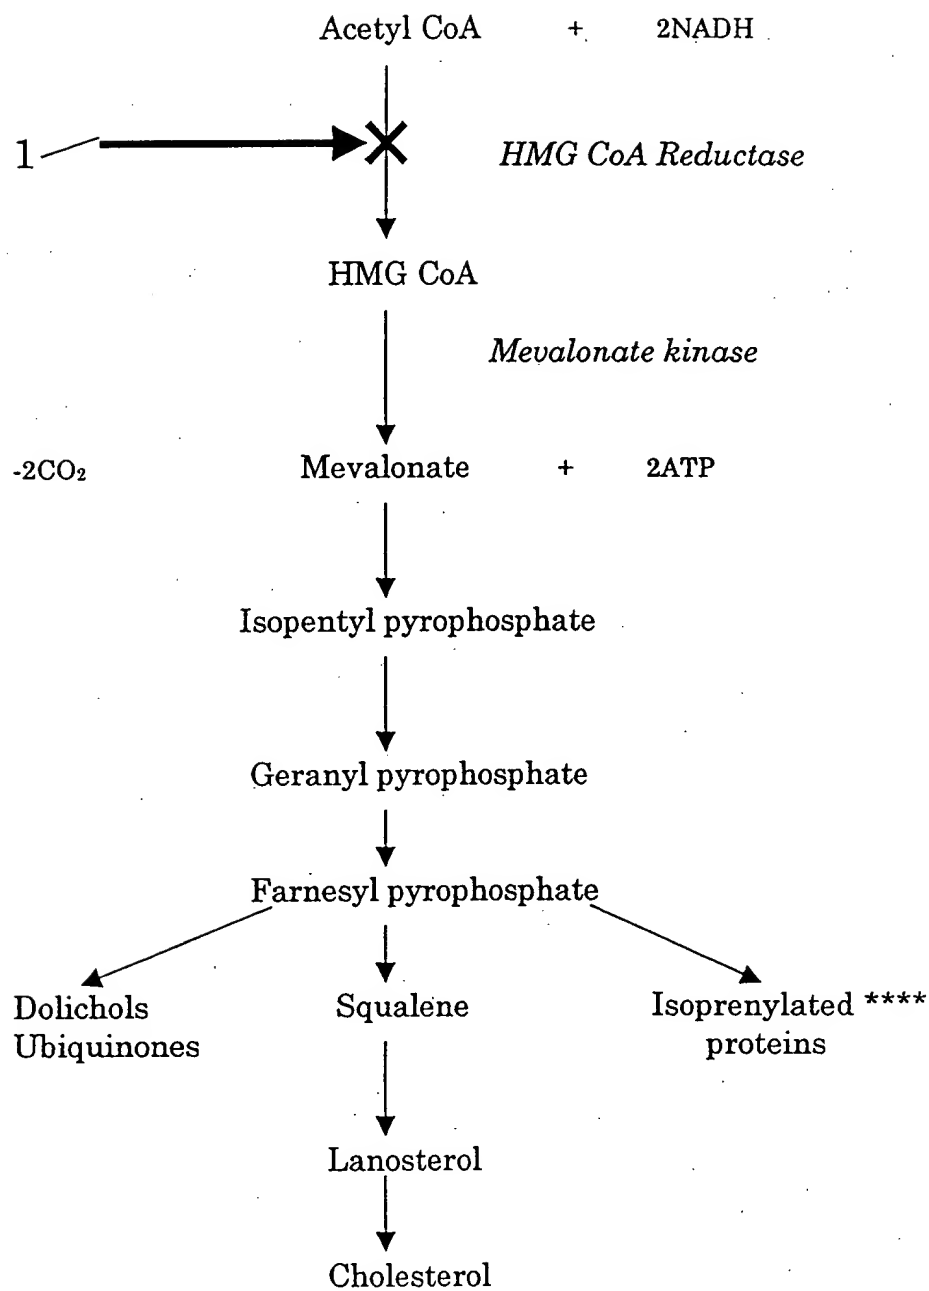 Acetyl CoA + 2NADH
1
HMG CoA Reductase
HMG CoA
Mevalonate kinase
-2CO₂ Mevalonate + 2ATP
Isopentyl pyrophosphate
Geranyl pyrophosphate
Farnesyl pyrophosphate
Dolichols Squalene Isoprenylated ****
Ubiquinones proteins
Lanosterol
Cholesterol